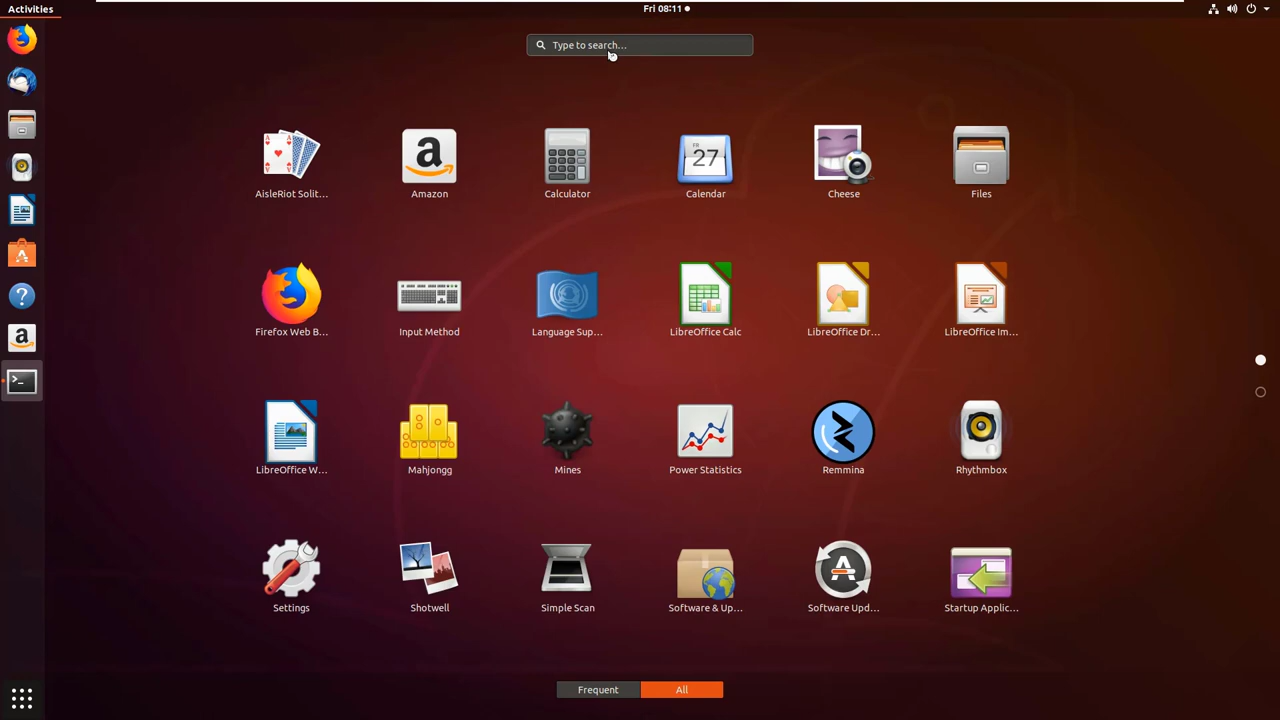 Activities
Fri 08:11
Type to search...
AisleRiot Solit...
Amazon
Calculator
FR
27
Calendar
Cheese
Files
Firefox Web B...
Input Method
Language Sup...
LibreOffice Calc
LibreOffice Dr...
LibreOffice Im...
LibreOffice W...
Mahjongg
Mines
Power Statistics
Remmina
Rhythmbox
Settings
Shotwell
Simple Scan
Software & Up...
Software Upd...
Startup Applic...
Frequent
All